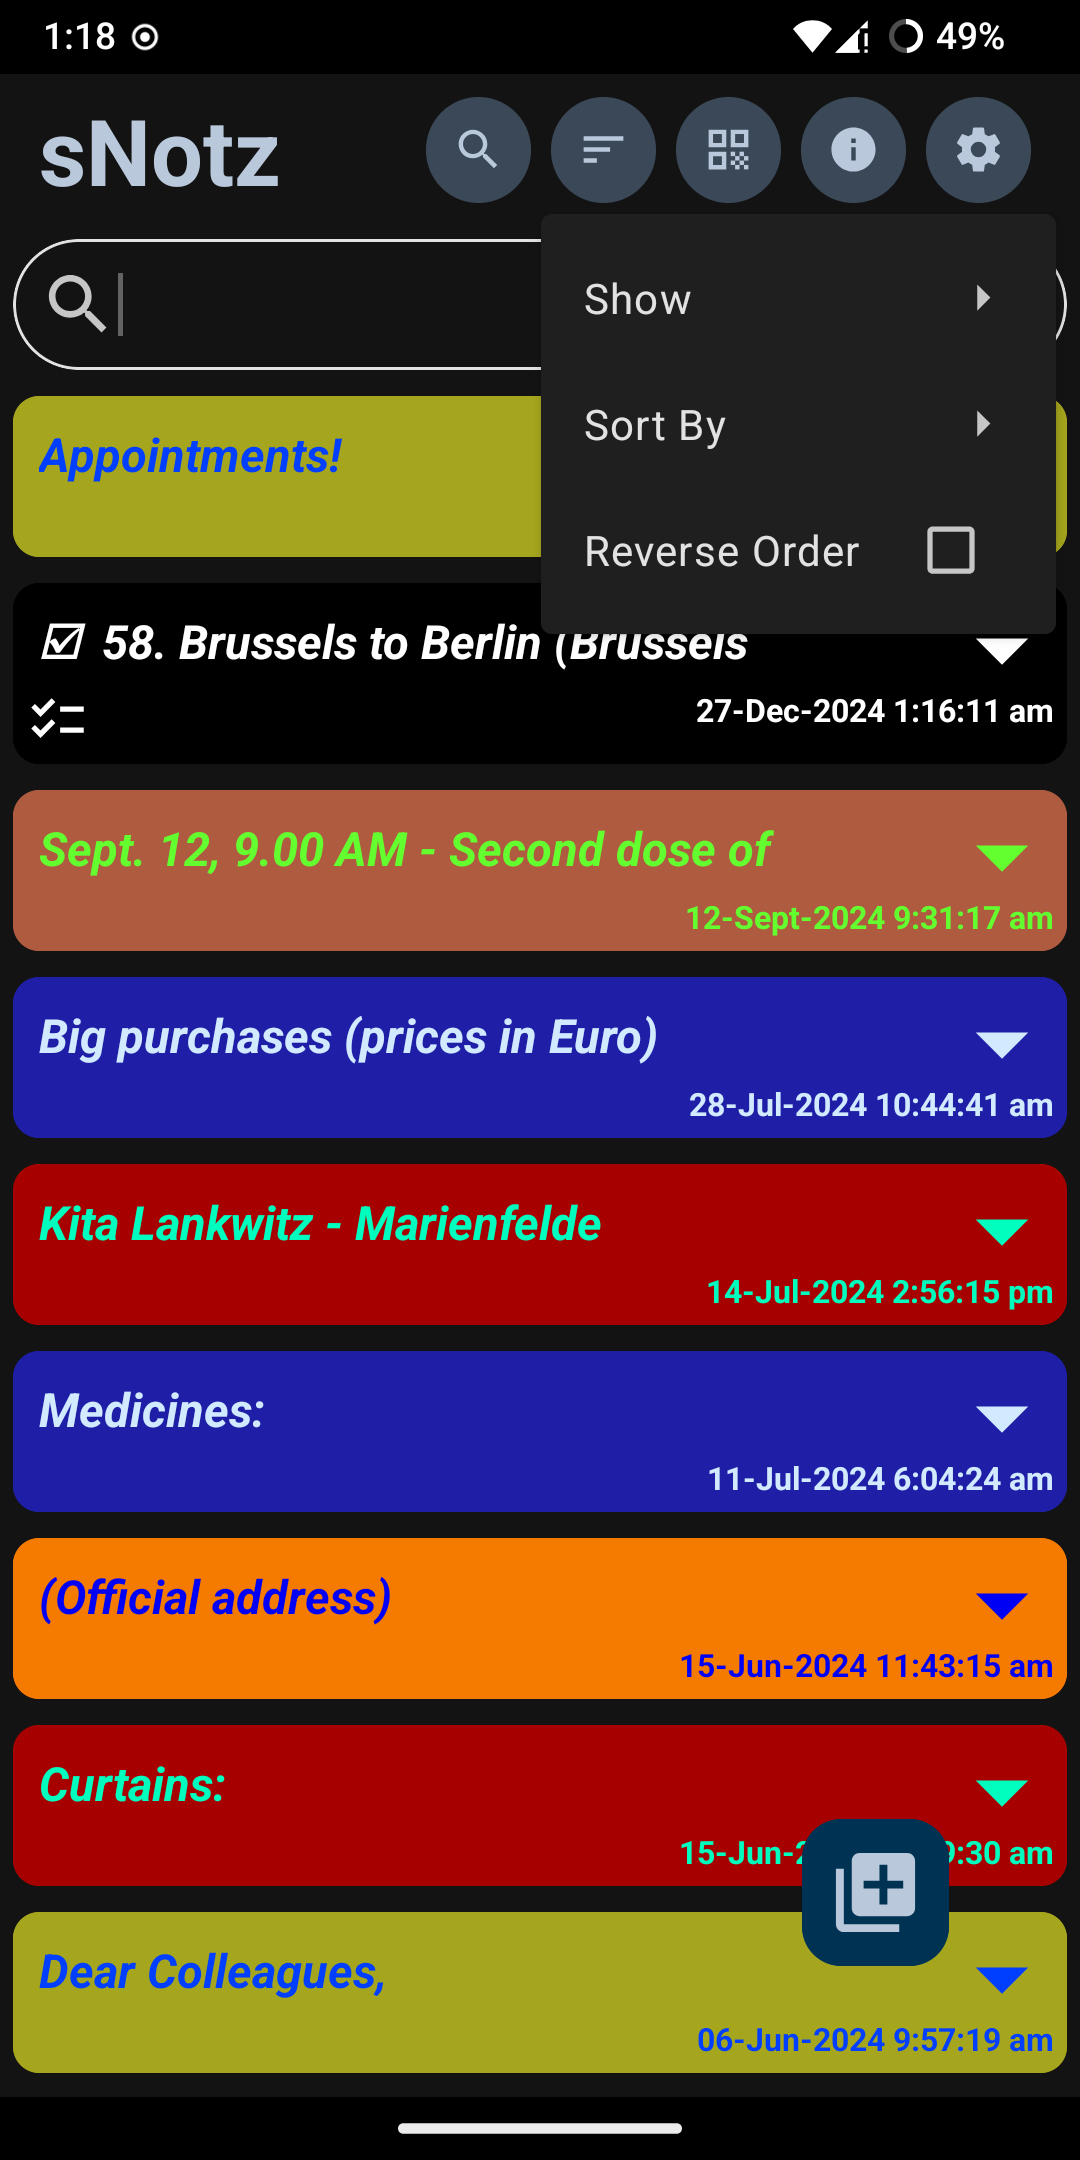 1:18
49%
sNotz
Show
Sort By
Reverse Order
Appointments!
☑ 58. Brussels to Berlin (Brussels
27-Dec-2024 1:16:11 am
Sept. 12, 9.00 AM - Second dose of
12-Sept-2024 9:31:17 am
Big purchases (prices in Euro)
28-Jul-2024 10:44:41 am
Kita Lankwitz - Marienfelde
14-Jul-2024 2:56:15 pm
Medicines:
11-Jul-2024 6:04:24 am
(Official address)
15-Jun-2024 11:43:15 am
Curtains:
15-Jun-2 9:30 am
Dear Colleagues,
06-Jun-2024 9:57:19 am